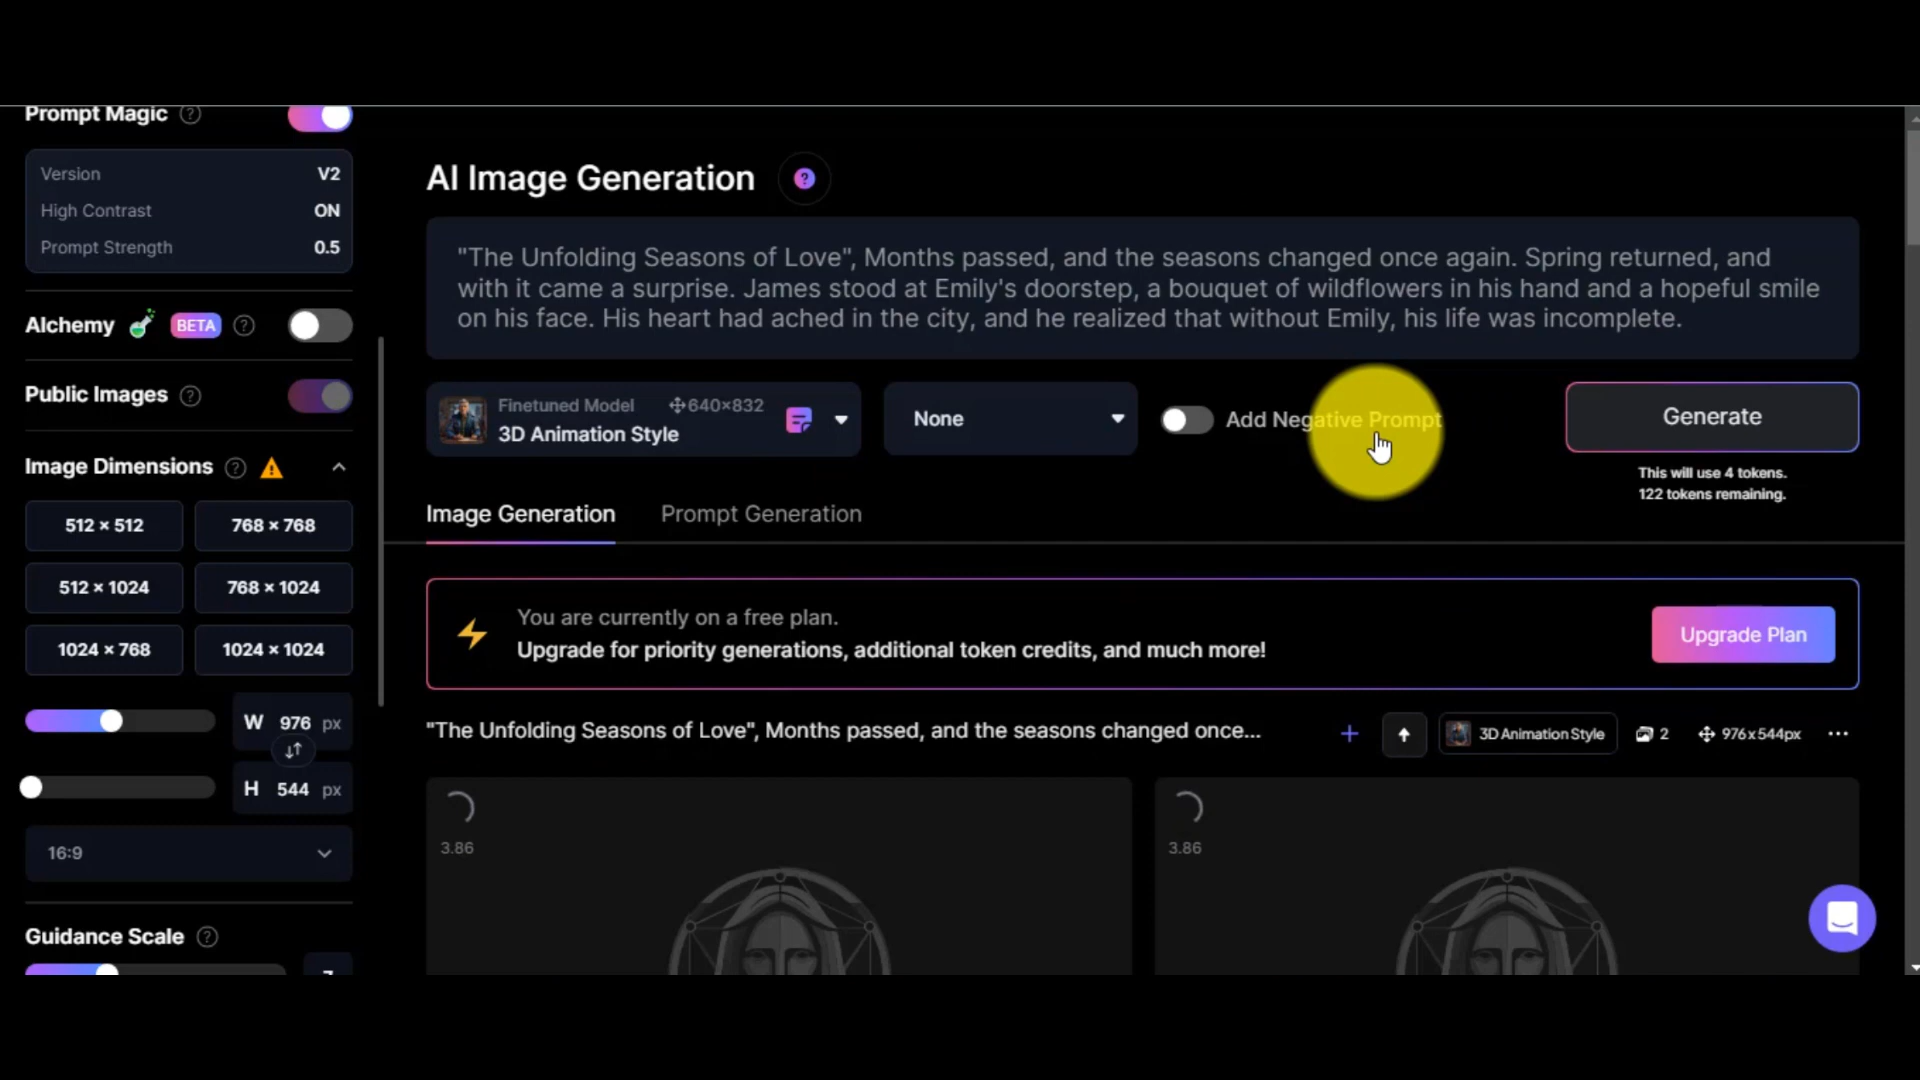 Prompt Magic
Version V2
High Contrast ON
Prompt Strength 0.5
Alchemy BETA
Public Images
Image Dimensions
512 × 512 768 × 768
512 × 1024 768 × 1024
1024 × 768 1024 × 1024
W 976 px
H 544 px
16:9
Guidance Scale
AI Image Generation
"The Unfolding Seasons of Love", Months passed, and the seasons changed once again. Spring returned, and
with it came a surprise. James stood at Emily's doorstep, a bouquet of wildflowers in his hand and a hopeful smile
on his face. His heart had ached in the city, and he realized that without Emily, his life was incomplete.
Finetuned Model 640×832
3D Animation Style
None
Add Negative Prompt
Generate
This will use 4 tokens.
122 tokens remaining.
Image Generation Prompt Generation
You are currently on a free plan.
Upgrade for priority generations, additional token credits, and much more!
Upgrade Plan
"The Unfolding Seasons of Love", Months passed, and the seasons changed once... 3D Animation Style 2 976x544px
3.86 3.86